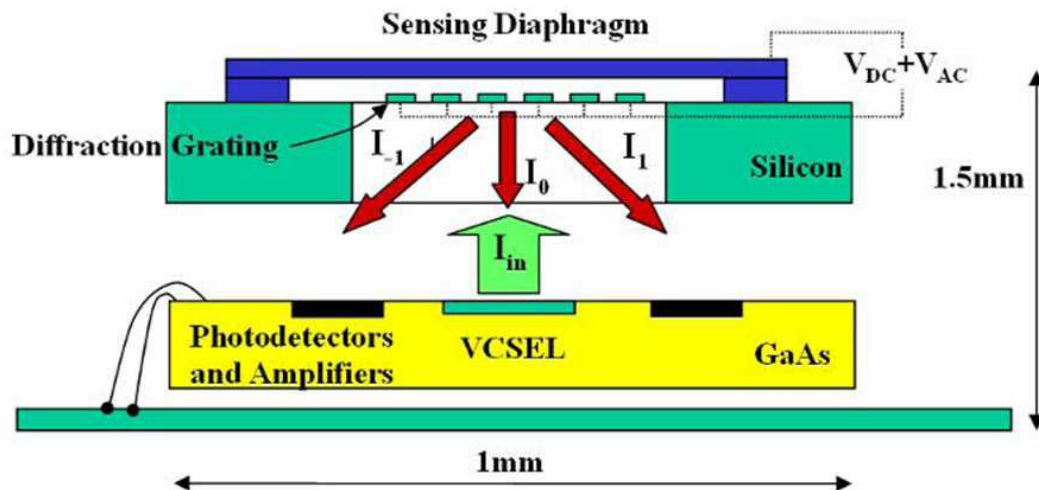 Sensing Diaphragm
V_DC+V_AC
Diffraction Grating
I_-1
I_0
I_1
Silicon
1.5mm
I_in
Photodetectors
and Amplifiers
VCSEL
GaAs
1mm